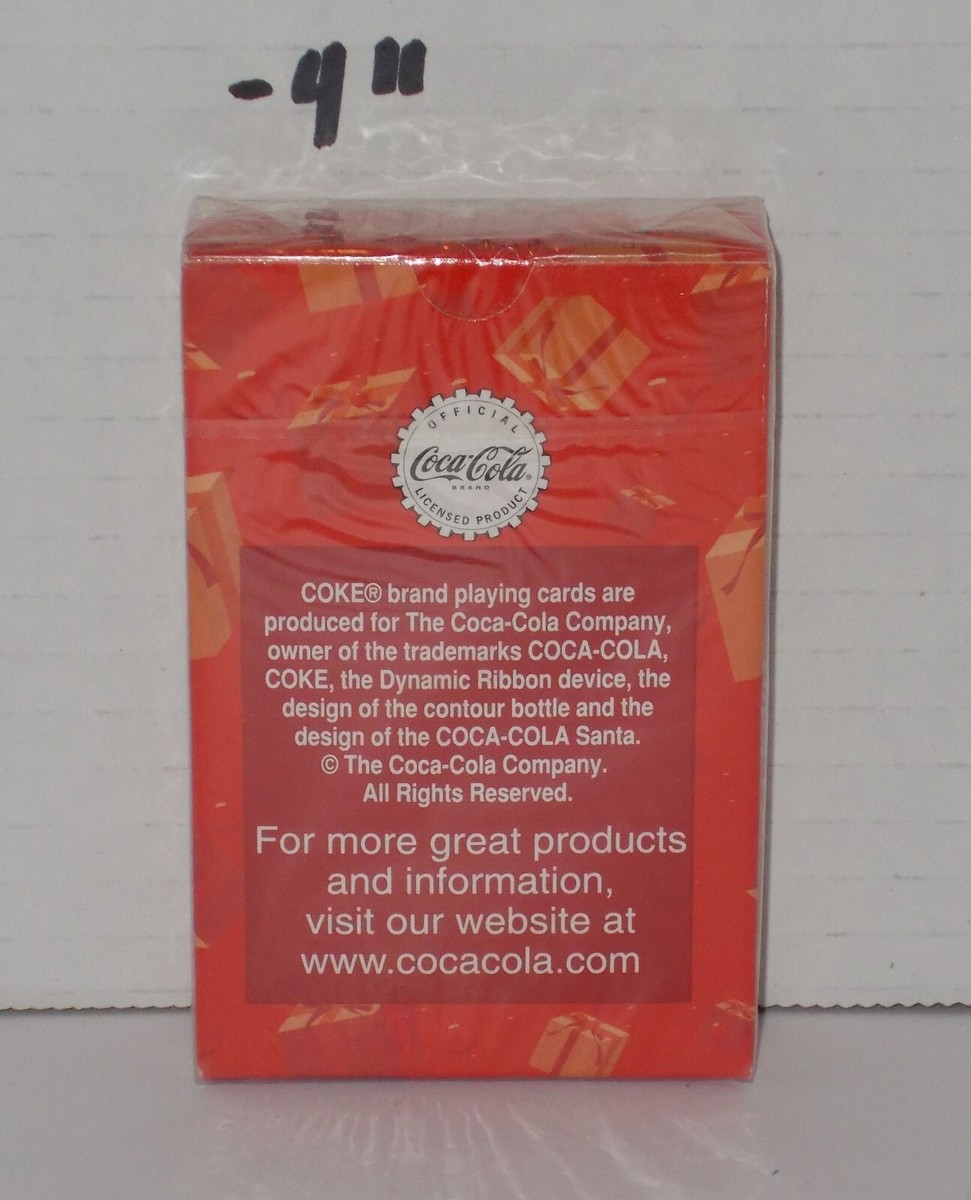 - 4"
OFFICIAL
Coca-Cola®
BRAND
LICENSED PRODUCT
COKE® brand playing cards are
produced for The Coca-Cola Company,
owner of the trademarks COCA-COLA,
COKE, the Dynamic Ribbon device, the
design of the contour bottle and the
design of the COCA-COLA Santa.
© The Coca-Cola Company.
All Rights Reserved.
For more great products
and information,
visit our website at
www.cocacola.com